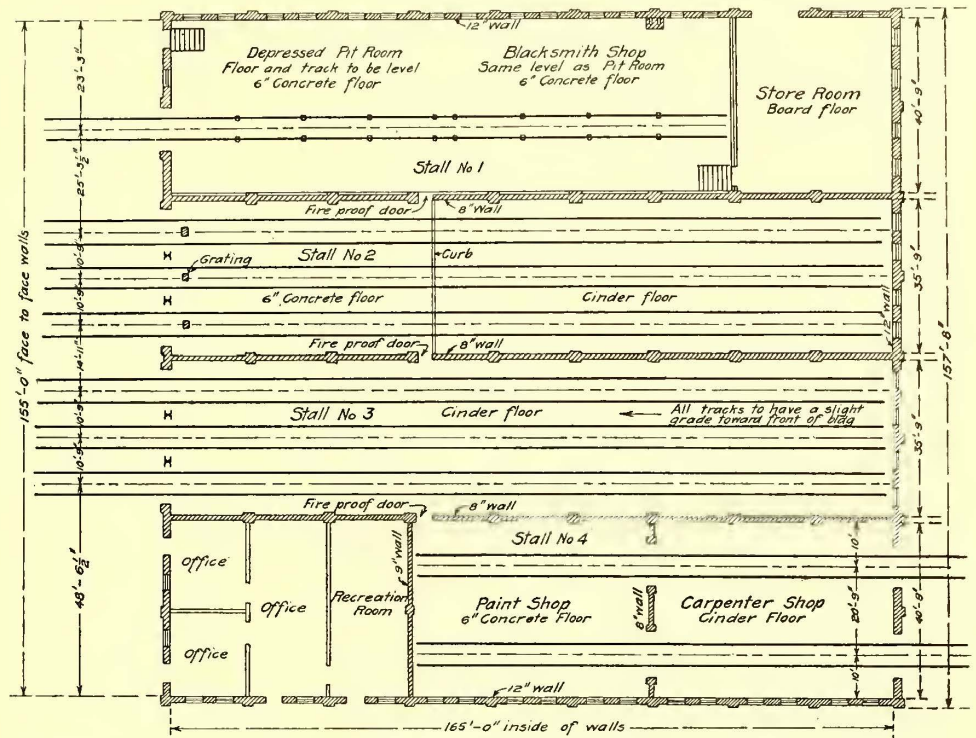 12" wall
Depressed Pit Room
Floor and track to be level
6" Concrete floor
Blacksmith Shop
Same level as Pit Room
6" Concrete floor
Store Room
Board floor
Stall No 1
Fire proof door
8" Wall
Stall No 2
Curb
Grating
6" Concrete floor
Cinder floor
12" wall
Fire proof door
8" wall
Stall No 3
Cinder floor
All tracks to have a slight
grade toward front of bldg
Fire proof door
8" wall
Stall No 4
Office
Office
Office
Recreation
Room
9" wall
Paint Shop
6" Concrete Floor
8" wall
Carpenter Shop
Cinder Floor
12" wall
165'-0" inside of walls
155'-0" face to face walls
23'-3"
25'-3½"
10'-9"
10'-9"
14'-11"
10'-9"
10'-9"
48'-6½"
40'-9"
35'-9"
35'-9"
40'-9"
157'-8"
10'
20'-9"
10'